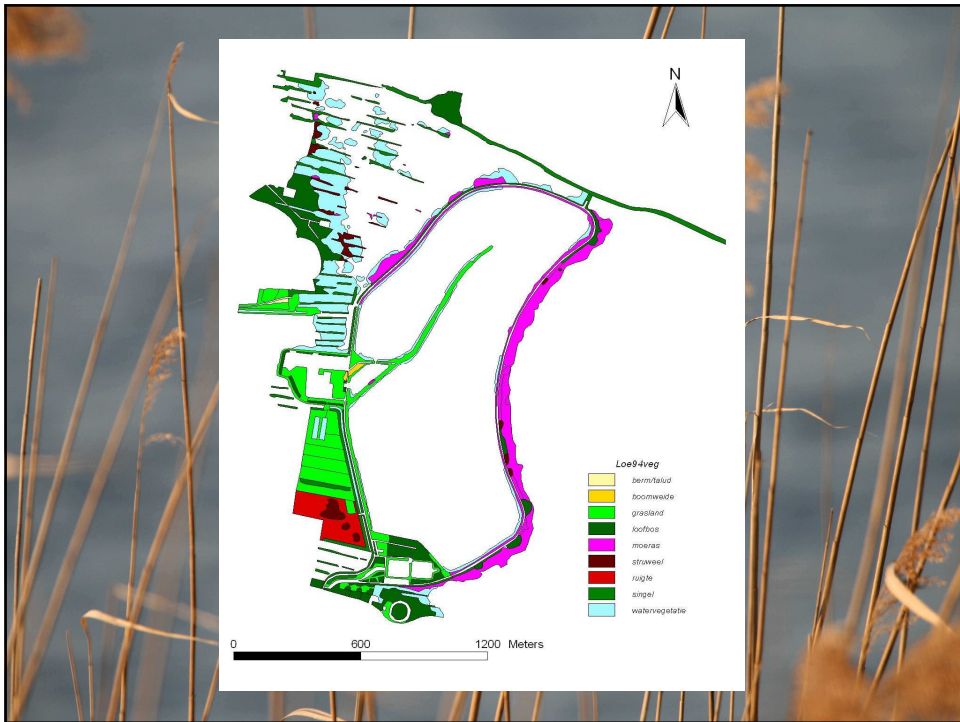 N
Loe94veg
berm/talud
boomweide
grasland
loofbos
moeras
struweel
ruigte
singel
watervegetatie
0 600 1200 Meters